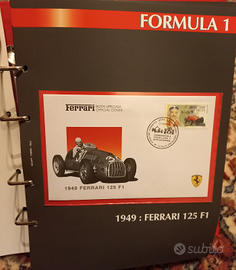 FORMULA 1
Ferrari
BUSTA UFFICIALE
OFFICIAL COVER
1949 FERRARI 125 F1
1949 : FERRARI 125 F1
subito